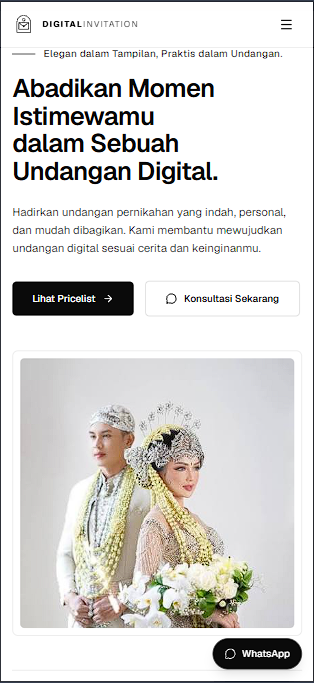 DIGITALINVITATION
Elegan dalam Tampilan, Praktis dalam Undangan.
Abadikan Momen
Istimewamu
dalam Sebuah
Undangan Digital.
Hadirkan undangan pernikahan yang indah, personal,
dan mudah dibagikan. Kami membantu mewujudkan
undangan digital sesuai cerita dan keinginanmu.
Lihat Pricelist →
Konsultasi Sekarang
WhatsApp